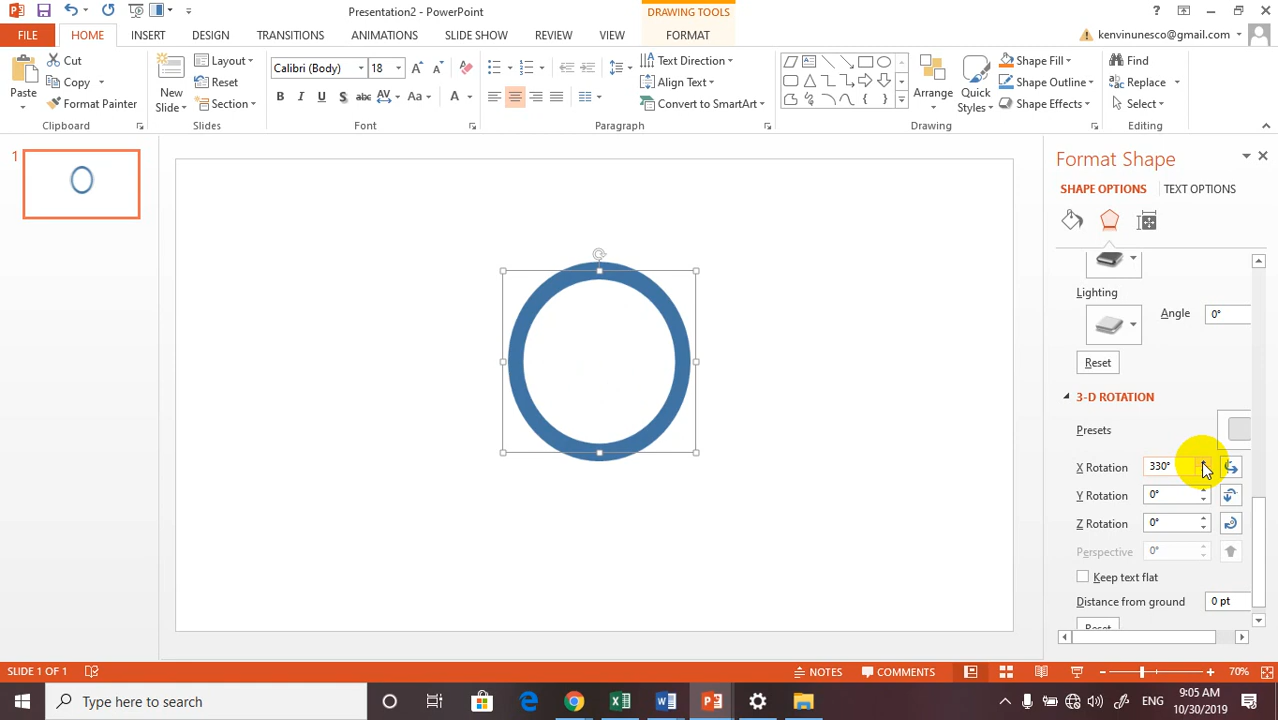 Presentation2 - PowerPoint
DRAWING TOOLS
?
FILE HOME INSERT DESIGN TRANSITIONS ANIMATIONS SLIDE SHOW REVIEW VIEW FORMAT
kenvinunesco@gmail.com
Paste
Cut
Copy
Format Painter
Clipboard
New
Slide
Layout
Reset
Section
Slides
Calibri (Body) 18
B I U S abc AV Aa A
Font
Text Direction
Align Text
Convert to SmartArt
Paragraph
Arrange
Quick
Styles
Shape Fill
Shape Outline
Shape Effects
Drawing
Find
Replace
Select
Editing
1
Format Shape
SHAPE OPTIONS TEXT OPTIONS
Lighting
Angle 0°
Reset
3-D ROTATION
Presets
X Rotation 330°
Y Rotation 0°
Z Rotation 0°
Perspective 0°
Keep text flat
Distance from ground 0 pt
Reset
SLIDE 1 OF 1
NOTES
COMMENTS
70%
Type here to search
ENG
9:05 AM
10/30/2019